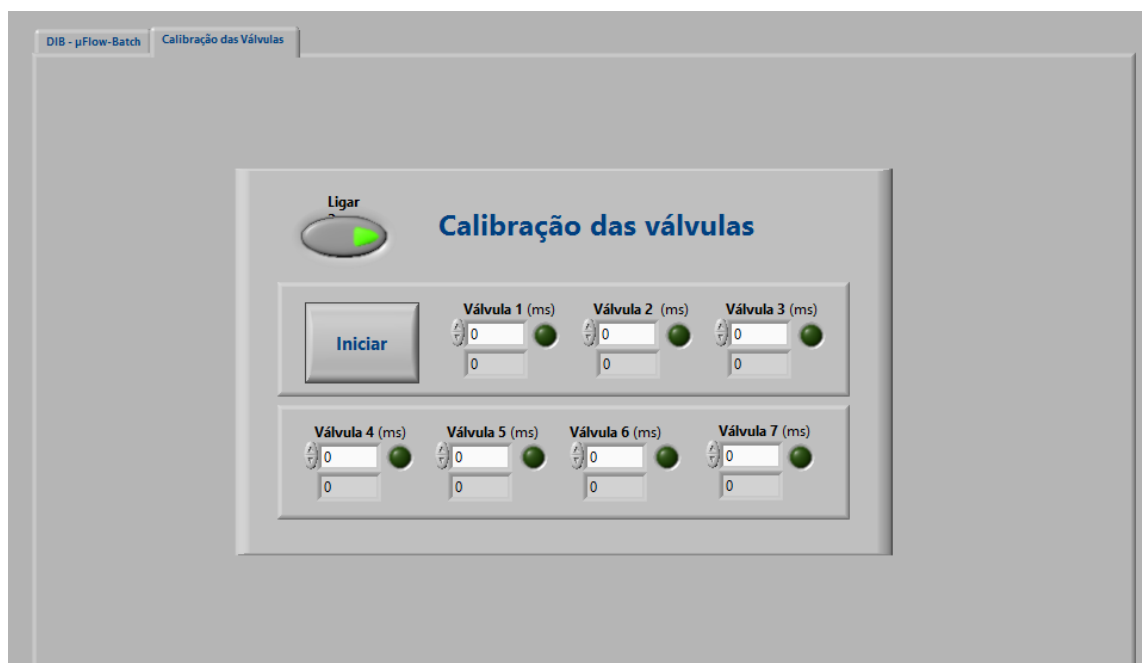 DIB - µFlow-Batch
Calibração das Válvulas
Ligar
Calibração das válvulas
Iniciar
Válvula 1 (ms)
0
0
Válvula 2 (ms)
0
0
Válvula 3 (ms)
0
0
Válvula 4 (ms)
0
0
Válvula 5 (ms)
0
0
Válvula 6 (ms)
0
0
Válvula 7 (ms)
0
0